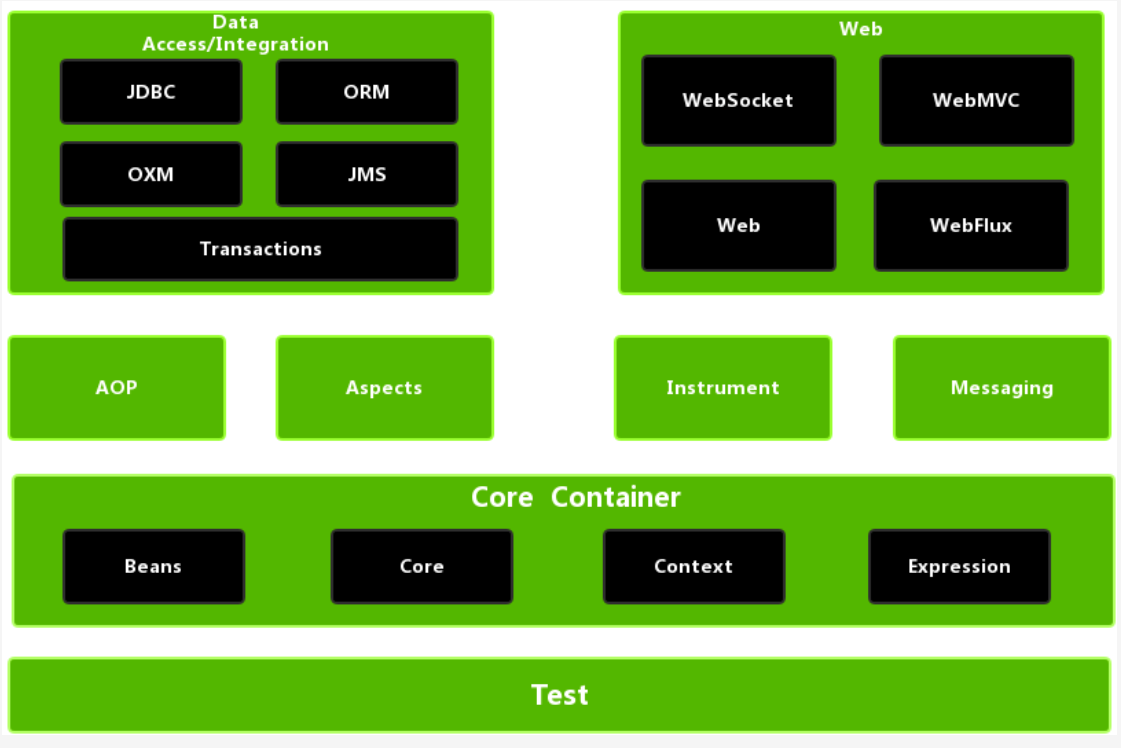 Data
Access/Integration
JDBC
ORM
OXM
JMS
Transactions
Web
WebSocket
WebMVC
Web
WebFlux
AOP
Aspects
Instrument
Messaging
Core Container
Beans
Core
Context
Expression
Test